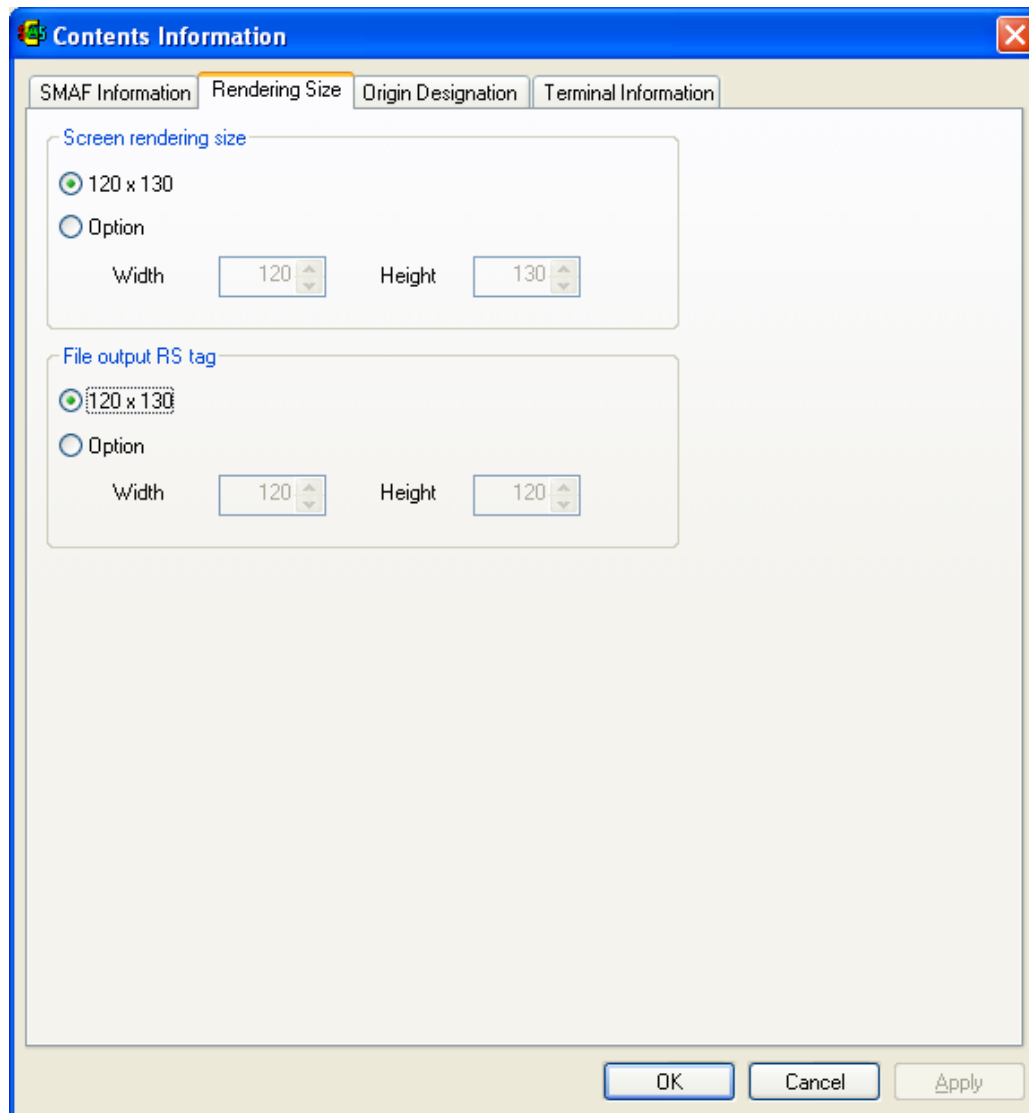 Contents Information
SMAF Information Rendering Size Origin Designation Terminal Information
Screen rendering size
120 x 130
Option
Width 120 Height 130
File output RS tag
120 x 130
Option
Width 120 Height 120
OK Cancel Apply